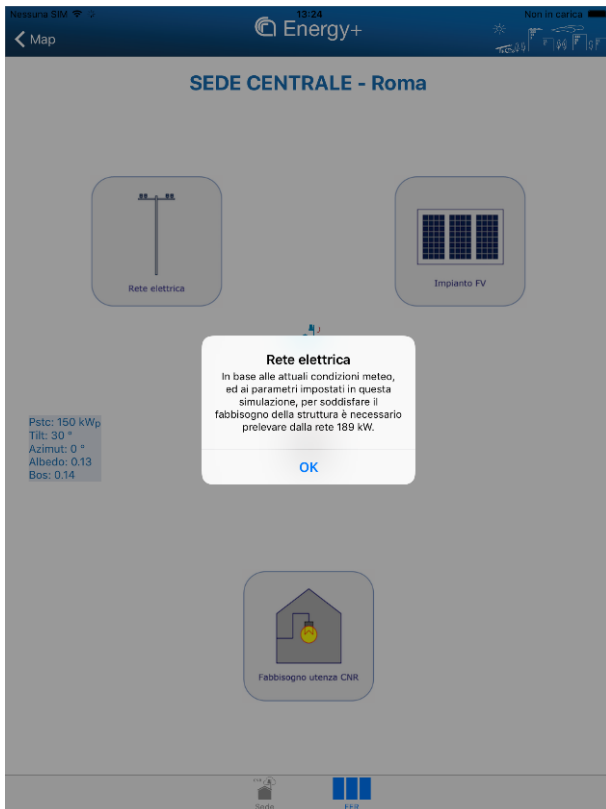 Nessuna SIM
13:24
Non in carica
Map
Energy+
SEDE CENTRALE - Roma
Rete elettrica
Impianto FV
Rete elettrica
In base alle attuali condizioni meteo,
ed ai parametri impostati in questa
simulazione, per soddisfare il
fabbisogno della struttura è necessario
prelevare dalla rete 189 kW.
OK
Pstc: 150 kWp
Tilt: 30 °
Azimut: 0 °
Albedo: 0.13
Bos: 0.14
Fabbisogno utenza CNR
Sede
FER